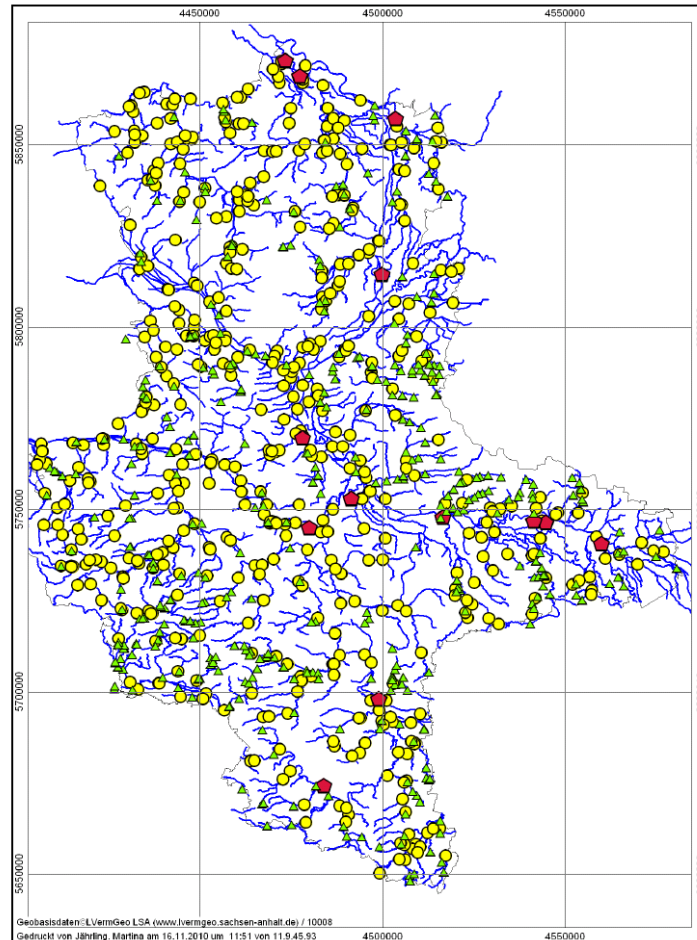 4450000 4500000 4550000
5850000
5800000
5750000
5700000
5650000
Geobasisdaten©LVermGeo LSA (www.lvermgeo.sachsen-anhalt.de) / 10008
Gedruckt von Jährling, Martina am 16.11.2010 um 11:51 von 11.9.45.93
4500000 4550000